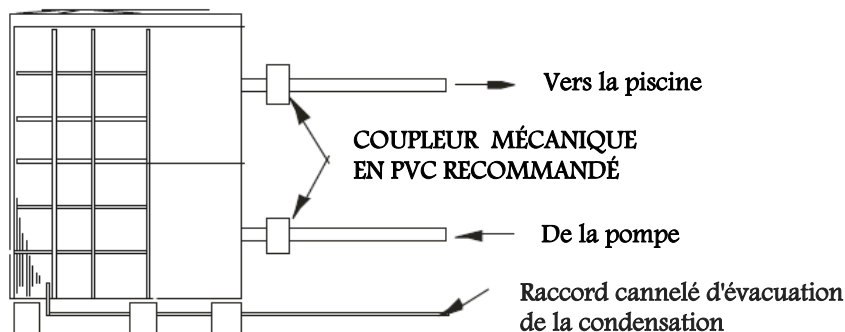 Vers la piscine
COUPLEUR MÉCANIQUE
EN PVC RECOMMANDÉ
De la pompe
Raccord cannelé d'évacuation
de la condensation